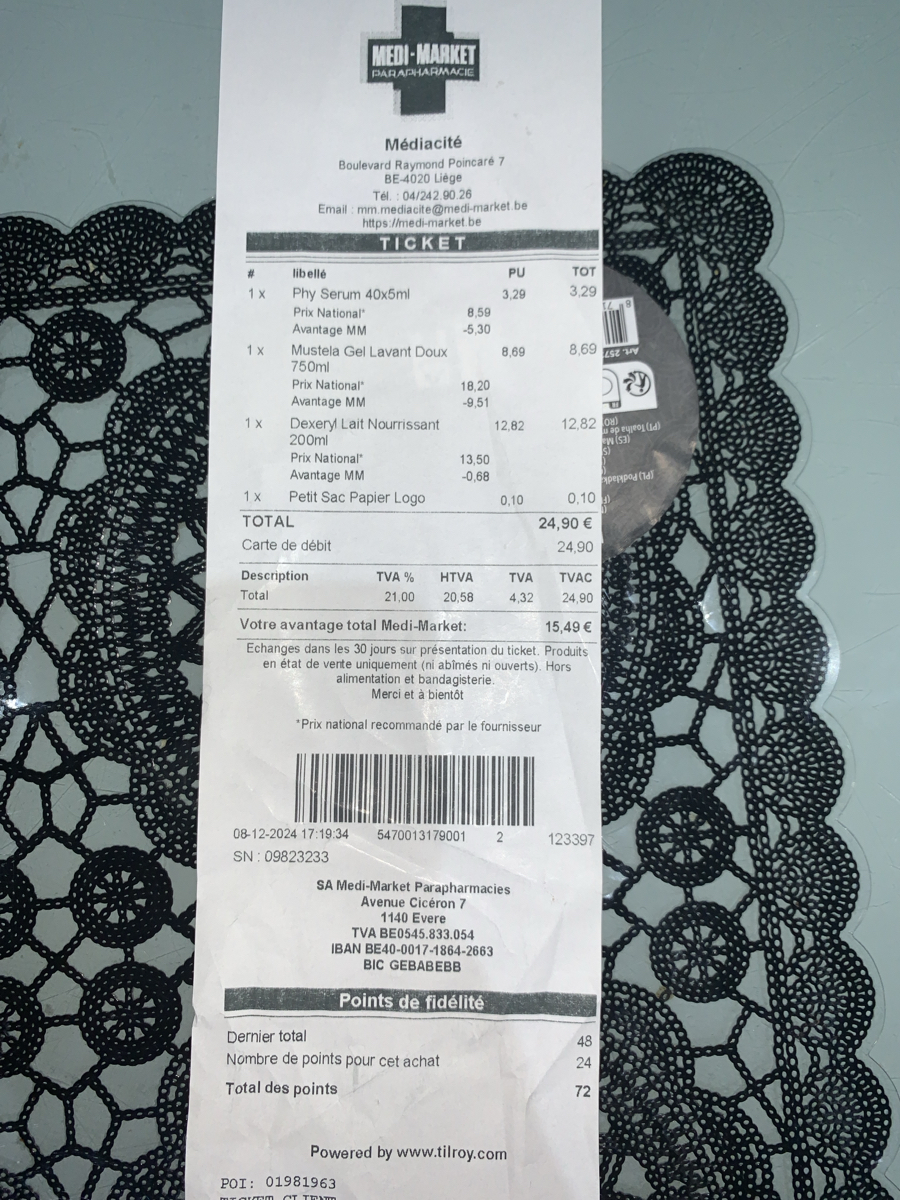 MEDI-MARKET
PARAPHARMACIE
Médiacité
Boulevard Raymond Poincaré 7
BE-4020 Liège
Tél. : 04/242.90.26
Email : mm.mediacite@medi-market.be
https://medi-market.be
TICKET
# libellé PU TOT
1 x Phy Serum 40x5ml 3,29 3,29
Prix National* 8,59
Avantage MM -5,30
1 x Mustela Gel Lavant Doux 8,69 8,69
750ml
Prix National* 18,20
Avantage MM -9,51
1 x Dexeryl Lait Nourrissant 12,82 12,82
200ml
Prix National* 13,50
Avantage MM -0,68
1 x Petit Sac Papier Logo 0,10 0,10
TOTAL 24,90 €
Carte de débit 24,90
Description TVA % HTVA TVA TVAC
Total 21,00 20,58 4,32 24,90
Votre avantage total Medi-Market: 15,49 €
Echanges dans les 30 jours sur présentation du ticket. Produits
en état de vente uniquement (ni abîmés ni ouverts). Hors
alimentation et bandagisterie.
Merci et à bientôt
*Prix national recommandé par le fournisseur
08-12-2024 17:19:34 5470013179001 2 123397
SN : 09823233
SA Medi-Market Parapharmacies
Avenue Cicéron 7
1140 Evere
TVA BE0545.833.054
IBAN BE40-0017-1864-2663
BIC GEBABEBB
Points de fidélité
Dernier total 48
Nombre de points pour cet achat 24
Total des points 72
Powered by www.tilroy.com
POI: 01981963
Art. 257
(PT) Toalha de m
(ES) Ma
(PL) Podkładk